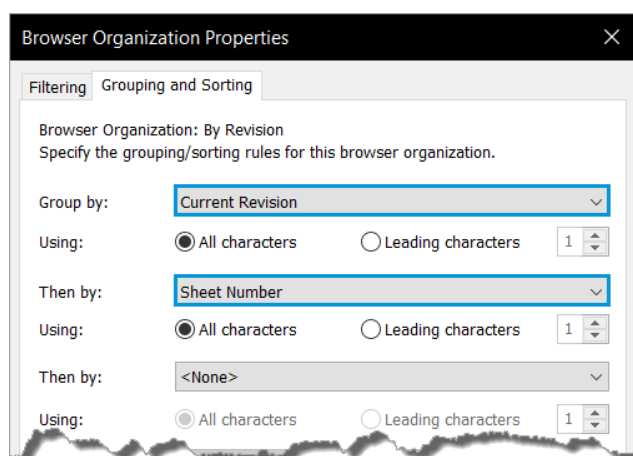 Browser Organization Properties
Filtering Grouping and Sorting
Browser Organization: By Revision
Specify the grouping/sorting rules for this browser organization.
Group by: Current Revision
Using: All characters Leading characters 1
Then by: Sheet Number
Using: All characters Leading characters 1
Then by: <None>
Using: All characters Leading characters 1